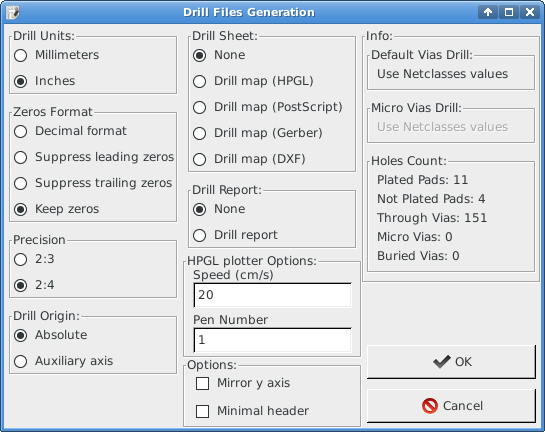 Drill Files Generation
Drill Units:
Millimeters
Inches
Zeros Format
Decimal format
Suppress leading zeros
Suppress trailing zeros
Keep zeros
Precision
2:3
2:4
Drill Origin:
Absolute
Auxiliary axis
Drill Sheet:
None
Drill map (HPGL)
Drill map (PostScript)
Drill map (Gerber)
Drill map (DXF)
Drill Report:
None
Drill report
HPGL plotter Options:
Speed (cm/s)
20
Pen Number
1
Options:
Mirror y axis
Minimal header
Info:
Default Vias Drill:
Use Netclasses values
Micro Vias Drill:
Use Netclasses values
Holes Count:
Plated Pads: 11
Not Plated Pads: 4
Through Vias: 151
Micro Vias: 0
Buried Vias: 0
OK
Cancel